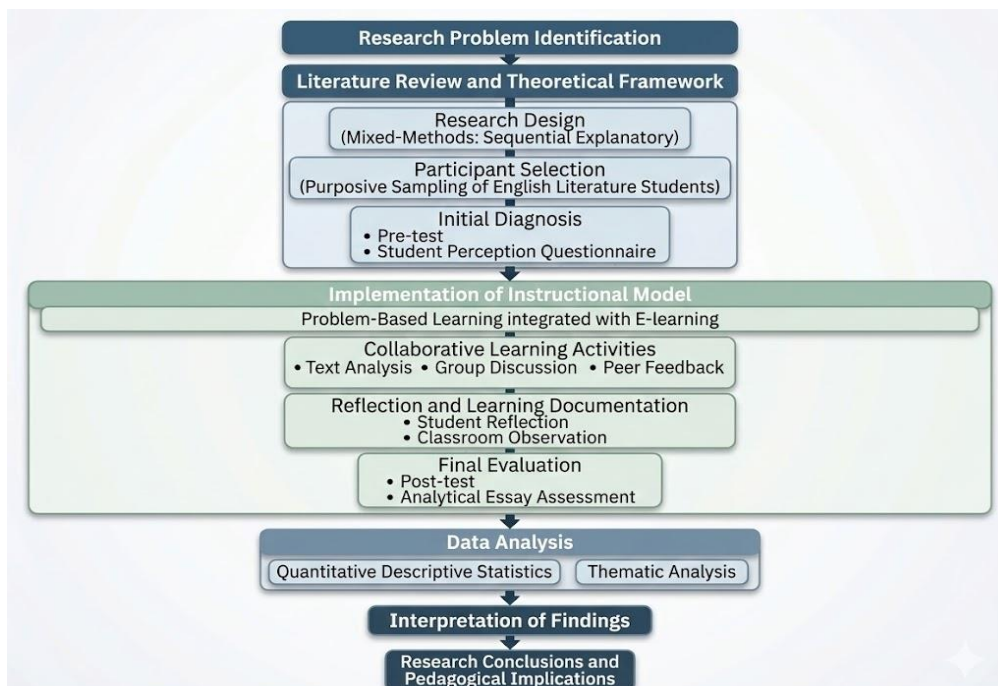 Research Problem Identification
Literature Review and Theoretical Framework
Research Design
(Mixed-Methods: Sequential Explanatory)
Participant Selection
(Purposive Sampling of English Literature Students)
Initial Diagnosis
• Pre-test
• Student Perception Questionnaire
Implementation of Instructional Model
Problem-Based Learning integrated with E-learning
Collaborative Learning Activities
• Text Analysis • Group Discussion • Peer Feedback
Reflection and Learning Documentation
• Student Reflection
• Classroom Observation
Final Evaluation
• Post-test
• Analytical Essay Assessment
Data Analysis
Quantitative Descriptive Statistics
Thematic Analysis
Interpretation of Findings
Research Conclusions and
Pedagogical Implications